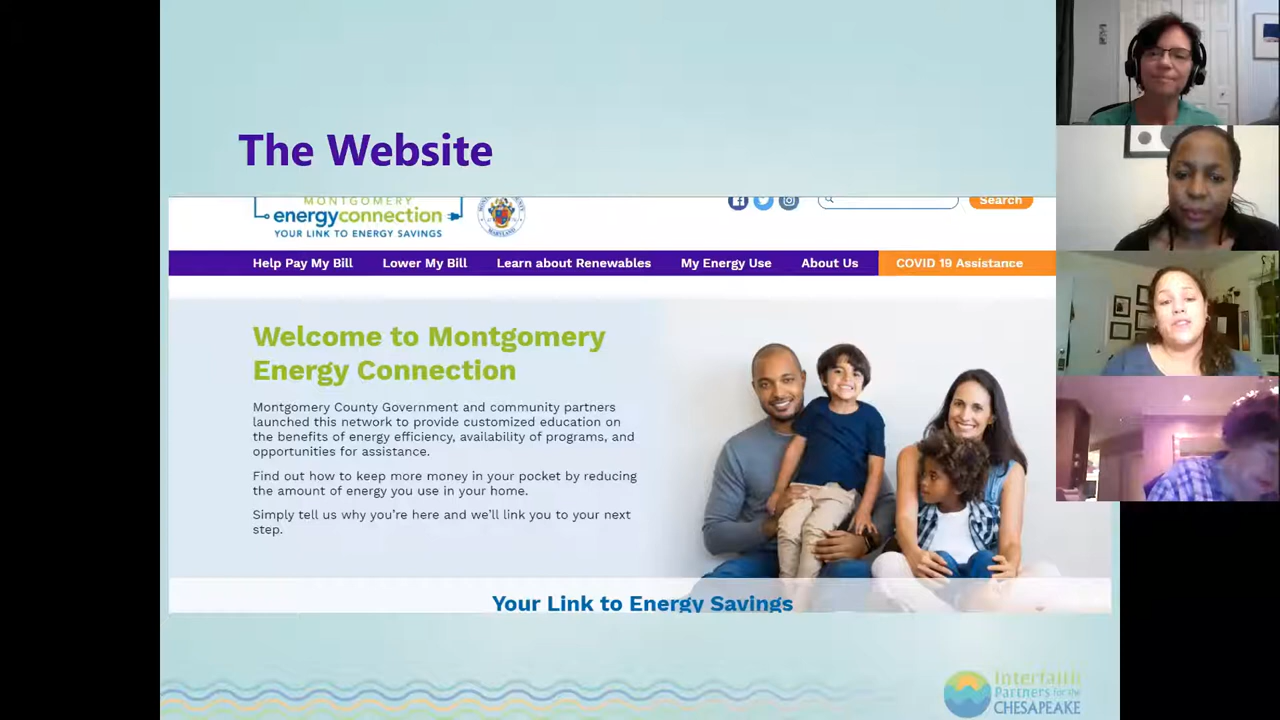 The Website
MONTGOMERY
energyconnection
YOUR LINK TO ENERGY SAVINGS
MARYLAND
Search
Help Pay My Bill
Lower My Bill
Learn about Renewables
My Energy Use
About Us
COVID 19 Assistance
Welcome to Montgomery
Energy Connection
Montgomery County Government and community partners
launched this network to provide customized education on
the benefits of energy efficiency, availability of programs, and
opportunities for assistance.
Find out how to keep more money in your pocket by reducing
the amount of energy you use in your home.
Simply tell us why you’re here and we’ll link you to your next
step.
Your Link to Energy Savings
Interfaith
Partners for the
CHESAPEAKE